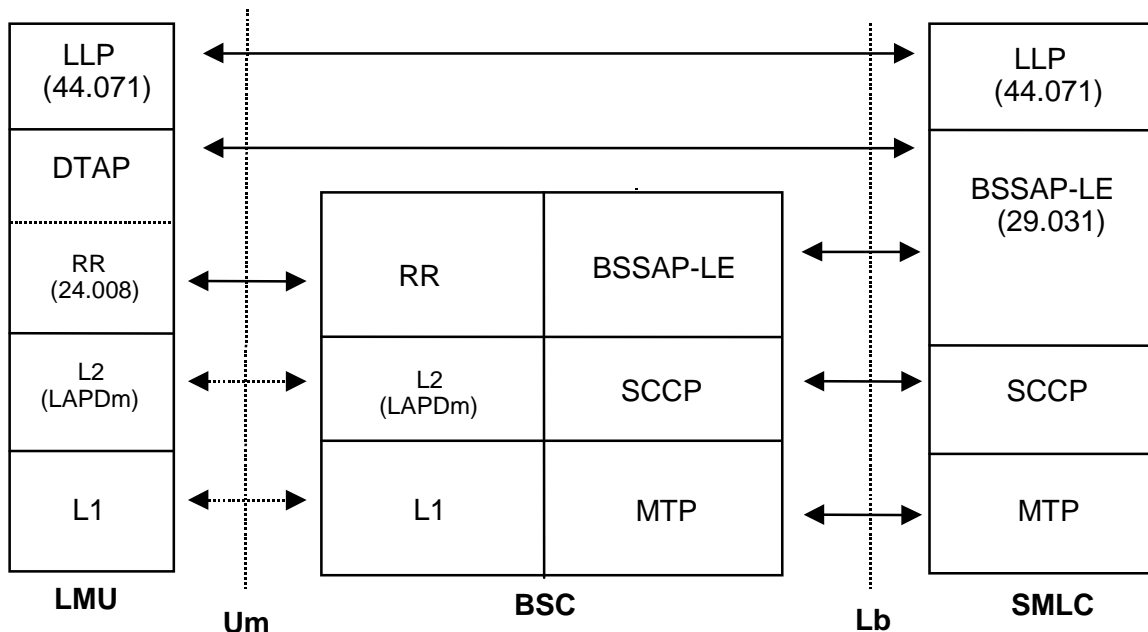 LLP
(44.071)
DTAP
RR
(24.008)
L2
(LAPDm)
L1
LMU
Um
RR
BSSAP-LE
L2
(LAPDm)
SCCP
L1
MTP
BSC
Lb
LLP
(44.071)
BSSAP-LE
(29.031)
SCCP
MTP
SMLC